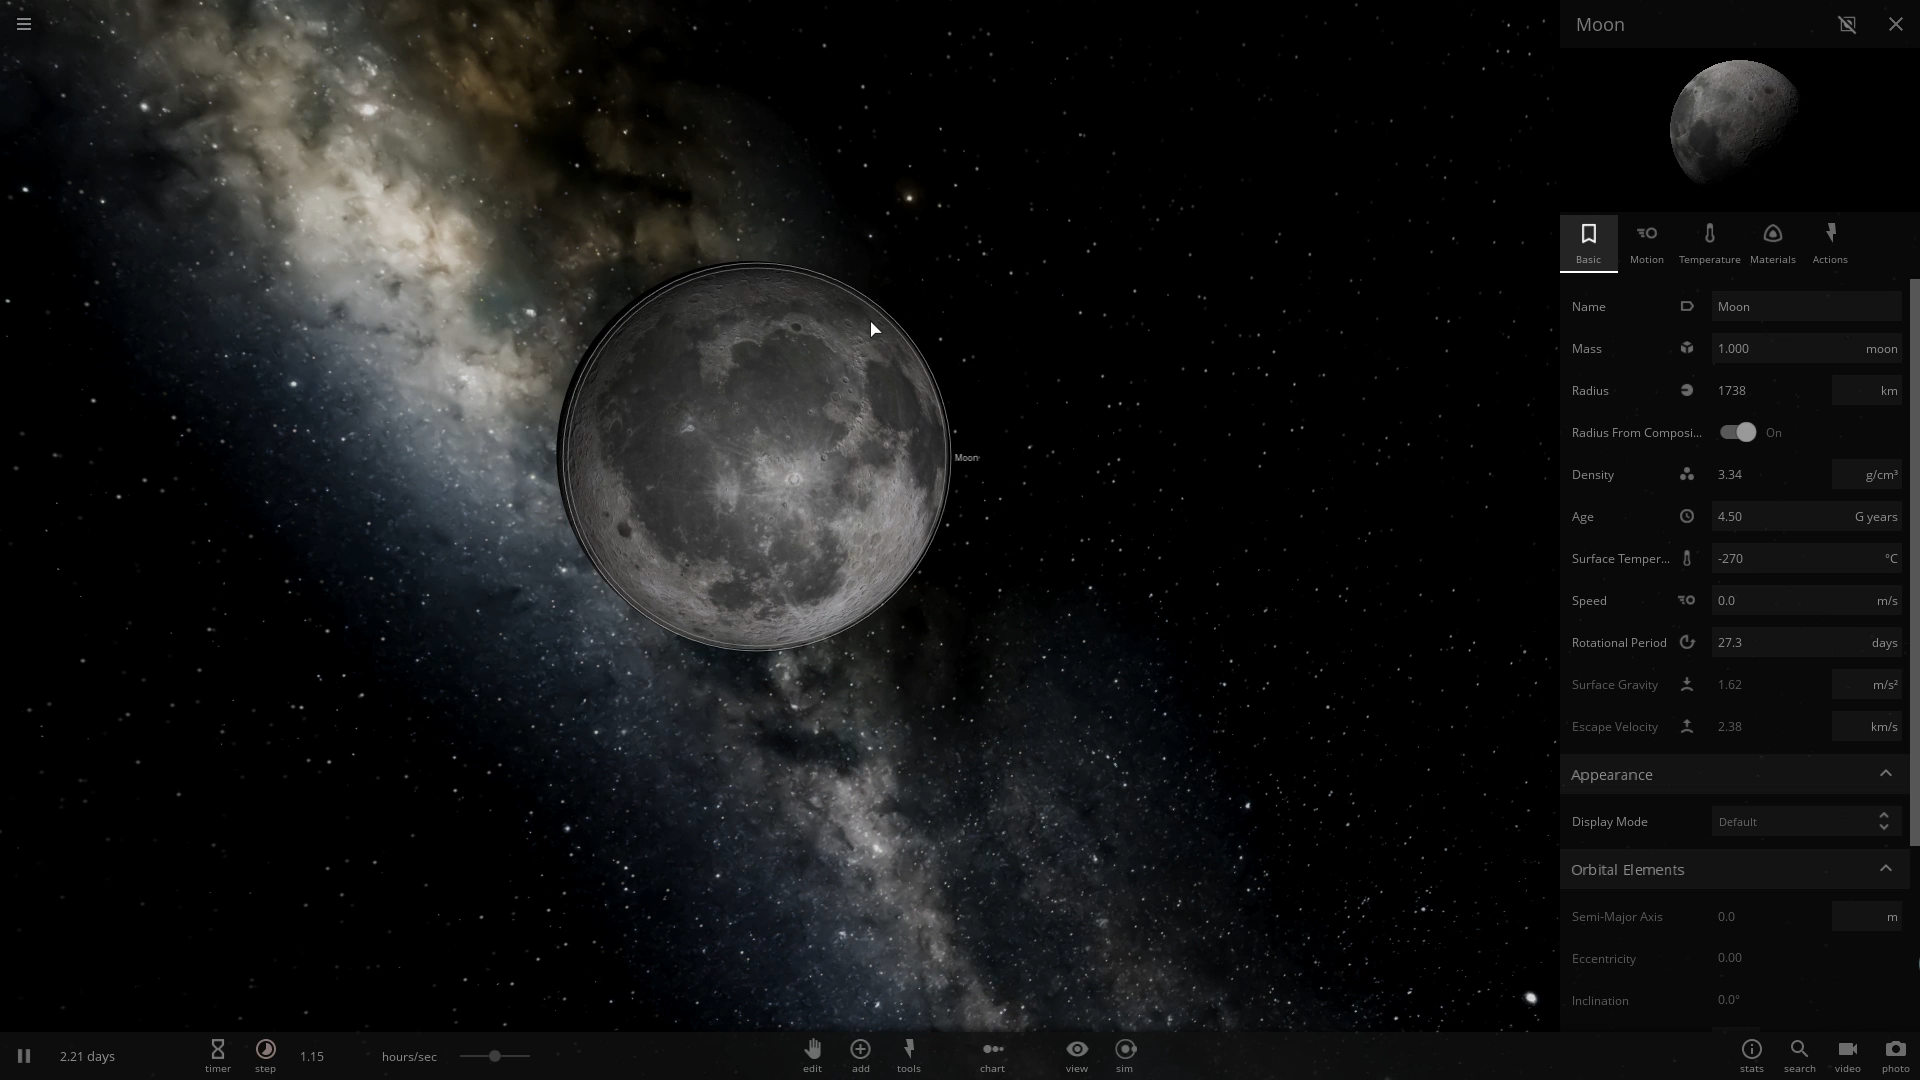 Moon
Basic
Motion
Temperature
Materials
Actions
Name Moon
Mass 1.000 moon
Radius 1738 km
Radius From Composi... On
Density 3.34 g/cm³
Age 4.50 G years
Surface Temper... -270 °C
Speed 0.0 m/s
Rotational Period 27.3 days
Surface Gravity 1.62 m/s²
Escape Velocity 2.38 km/s
Appearance
Display Mode Default
Orbital Elements
Semi-Major Axis 0.0 m
Eccentricity 0.00
Inclination 0.0°
Moon
2.21 days
timer
step
1.15 hours/sec
edit
add
tools
chart
view
sim
stats
search
video
photo